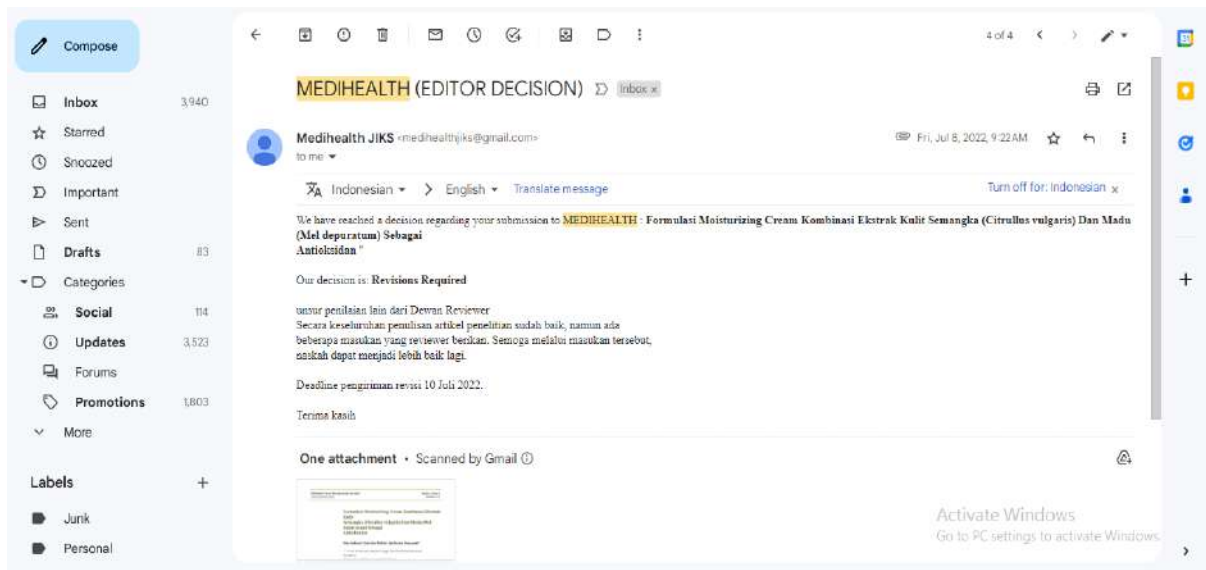 Compose
4 of 4
MEDIHEALTH (EDITOR DECISION) Inbox x
Inbox 3,940
Starred
Snoozed
Important
Sent
Drafts 83
Categories
Social 114
Updates 3,523
Forums
Promotions 1,803
More
Labels
Junk
Personal
Medihealth JIKS <medihealthjiks@gmail.com>
Fri, Jul 8, 2022, 9:22 AM
to me
Indonesian > English Translate message
Turn off for: Indonesian x
We have reached a decision regarding your submission to MEDIHEALTH : Formulasi Moisturizing Cream Kombinasi Ekstrak Kulit Semangka (Citrullus vulgaris) Dan Madu
(Mel depuratum) Sebagai
Antioksidan "
Our decision is: Revisions Required
unsur penilaian lain dari Dewan Reviewer
Secara keseluruhan penulisan artikel penelitian sudah baik, namun ada
beberapa masukan yang reviewer berikan. Semoga melalui masukan tersebut,
naskah dapat menjadi lebih baik lagi.
Deadline pengiriman revisi 10 Juli 2022.
Terima kasih
One attachment • Scanned by Gmail
Activate Windows
Go to PC settings to activate Windows.